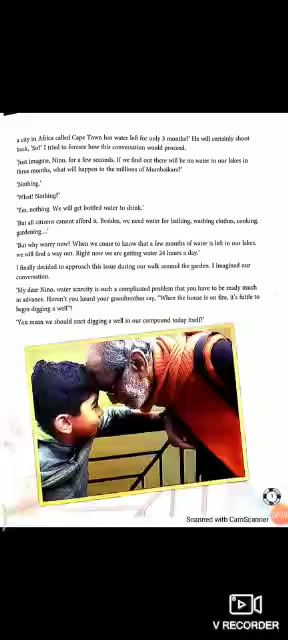 a city in Africa called Cape Town has water left for only 3 months!' He will certainly shoot
back, 'So!' I tried to foresee how this conversation would proceed.
'Just imagine, Nino, for a few seconds. If we find out there will be no water in our lakes in
three months, what will happen to the millions of Mumbaikars?'
'Nothing.'
'What! Nothing?'
'Yes, nothing. We will get bottled water to drink.'
'But all citizens cannot afford it. Besides, we need water for bathing, washing clothes, cooking,
gardening...'
'But why worry now! When we come to know that a few months of water is left in our lakes,
we will find a way out. Right now we are getting water 24 hours a day.'
I finally decided to approach this issue during our walk around the garden. I imagined our
conversation.
'My dear Nino, water scarcity is such a complicated problem that you have to be ready much
in advance. Haven't you heard your grandmother say, "When the house is on fire, it's futile to
begin digging a well"?
'You mean we should start digging a well in our compound today itself?'
Scanned with CamScanner
V RECORDER